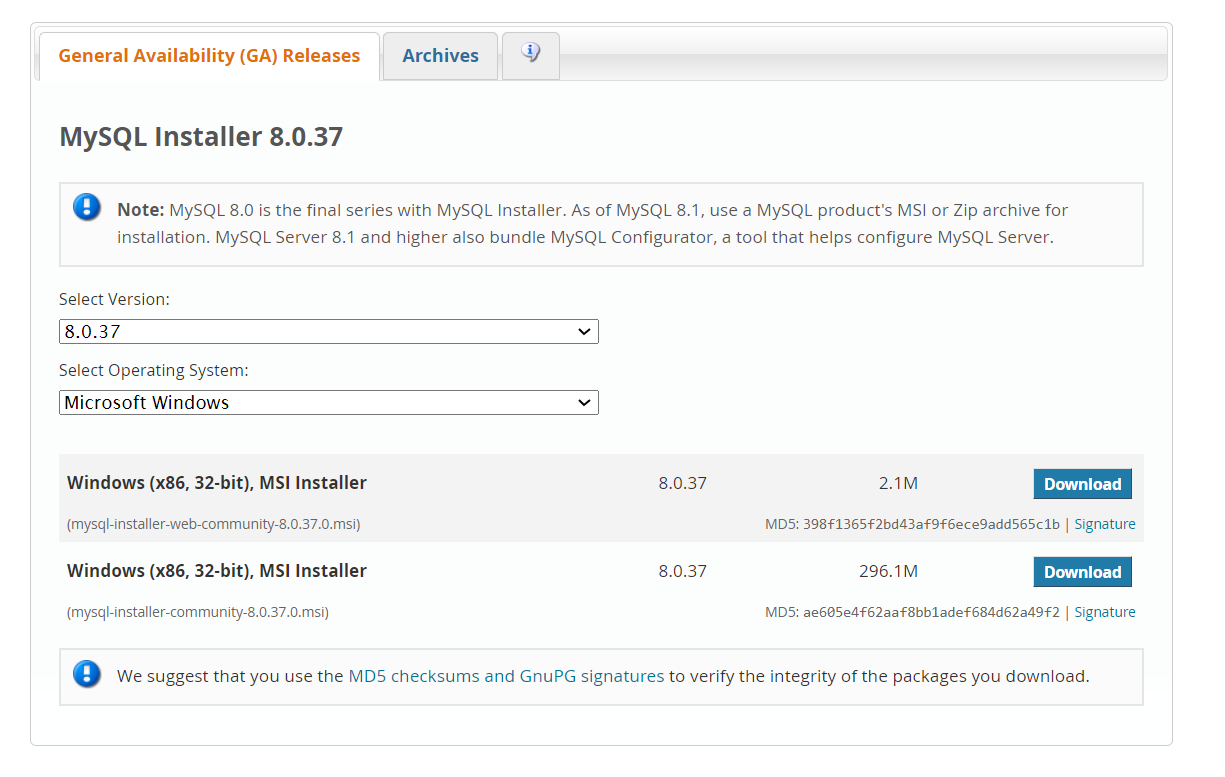 General Availability (GA) Releases
Archives
MySQL Installer 8.0.37
Note: MySQL 8.0 is the final series with MySQL Installer. As of MySQL 8.1, use a MySQL product's MSI or Zip archive for
installation. MySQL Server 8.1 and higher also bundle MySQL Configurator, a tool that helps configure MySQL Server.
Select Version:
8.0.37
Select Operating System:
Microsoft Windows
Windows (x86, 32-bit), MSI Installer 8.0.37 2.1M Download
(mysql-installer-web-community-8.0.37.0.msi) MD5: 398f1365f2bd43af9f6ece9add565c1b | Signature
Windows (x86, 32-bit), MSI Installer 8.0.37 296.1M Download
(mysql-installer-community-8.0.37.0.msi) MD5: ae605e4f62aaf8bb1adef684d62a49f2 | Signature
We suggest that you use the MD5 checksums and GnuPG signatures to verify the integrity of the packages you download.